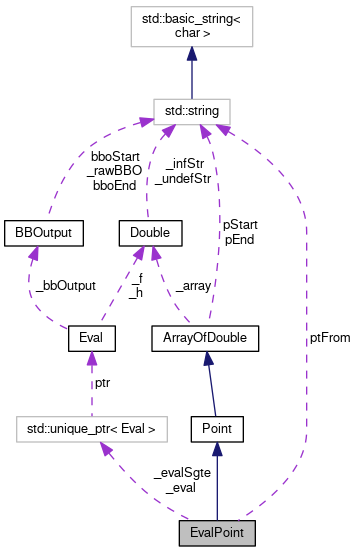 std::basic_string<
char >
std::string
bboStart
_rawBBO
bboEnd
_infStr
_undefStr
pStart
pEnd
BBOutput
Double
_bbOutput
_f
_h
_array
Eval
ArrayOfDouble
ptFrom
ptr
std::unique_ptr< Eval >
Point
_evalSgte
_eval
EvalPoint